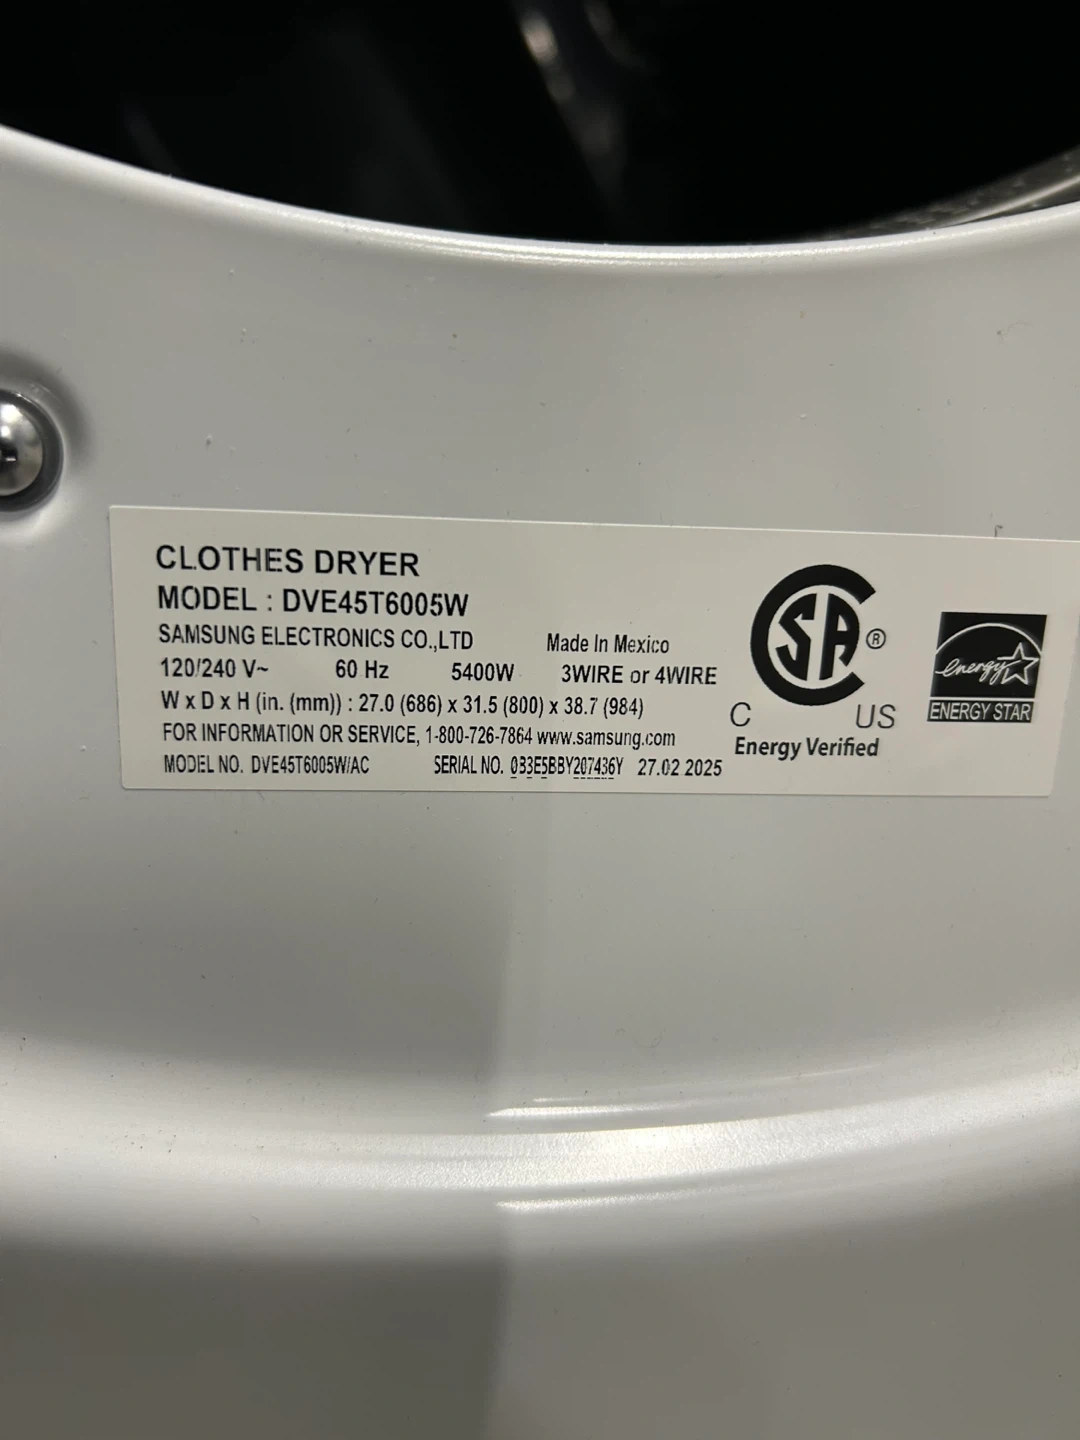 CLOTHES DRYER
MODEL : DVE45T6005W
SAMSUNG ELECTRONICS CO.,LTD Made In Mexico
120/240 V~ 60 Hz 5400W 3WIRE or 4WIRE
W x D x H (in. (mm)) : 27.0 (686) x 31.5 (800) x 38.7 (984)
FOR INFORMATION OR SERVICE, 1-800-726-7864 www.samsung.com
MODEL NO. DVE45T6005W/AC SERIAL NO. 0B3E5BBY207436Y 27.02 2025
SA ®
C US
Energy Verified
energy
ENERGY STAR